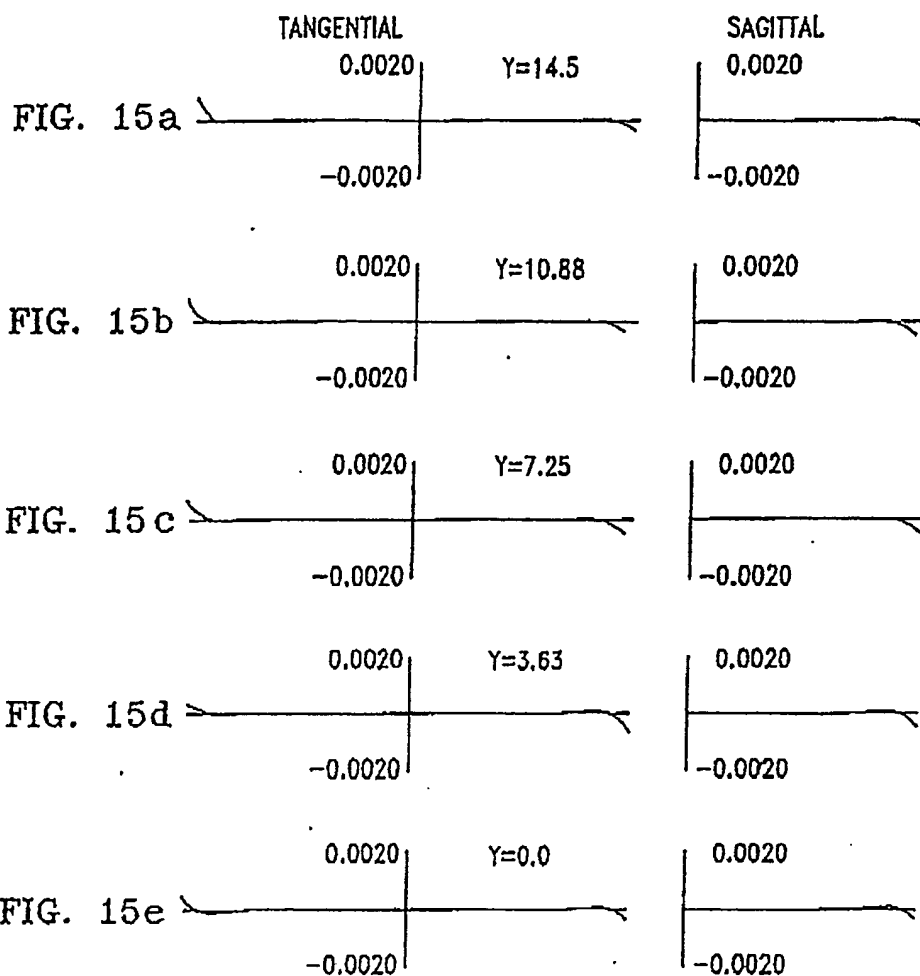 TANGENTIAL SAGITTAL
0.0020 Y=14.5 0.0020
FIG. 15a
-0.0020 -0.0020
0.0020 Y=10.88 0.0020
FIG. 15b
-0.0020 -0.0020
0.0020 Y=7.25 0.0020
FIG. 15c
-0.0020 -0.0020
0.0020 Y=3.63 0.0020
FIG. 15d
-0.0020 -0.0020
0.0020 Y=0.0 0.0020
FIG. 15e
-0.0020 -0.0020